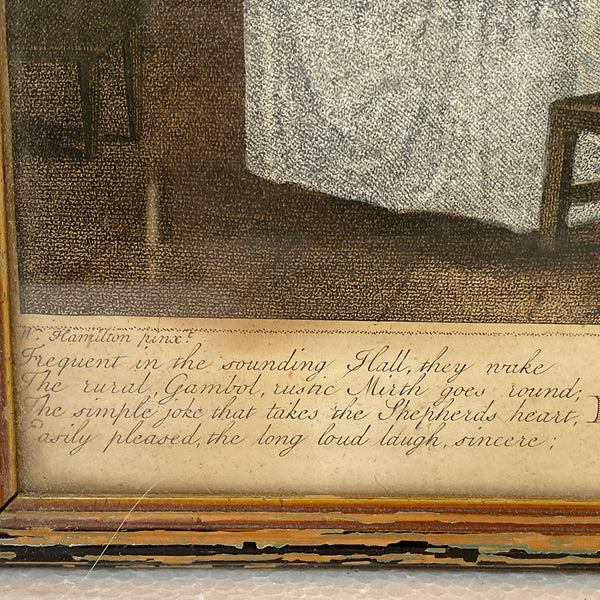 W. Hamilton pinxt.
Frequent in the sounding Hall, they wake
The rural Gambol, rustic Mirth goes round;
The simple joke that takes the Shepherds heart,
Easily pleased, the long loud laugh, sincere;